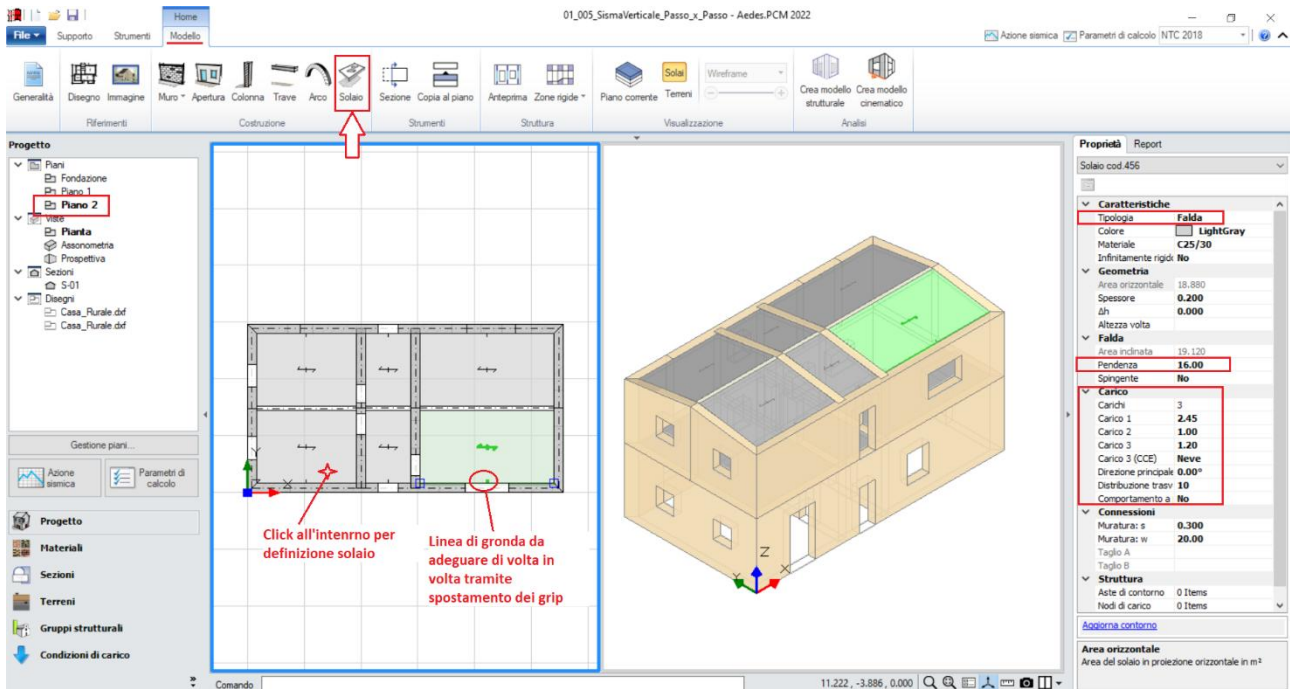 Home
01_005_SismaVerticale_Passo_x_Passo - Aedes.PCM 2022
File
Supporto
Strumenti
Modello
Azione sismica
Parametri di calcolo
NTC 2018
Generalità
Disegno
Immagine
Muro
Apertura
Colonna
Trave
Arco
Solaio
Sezione
Copia al piano
Anteprima
Zone rigide
Piano corrente
Solai
Terreni
Wireframe
Crea modello strutturale
Crea modello cinematico
Riferimenti
Costruzione
Strumenti
Struttura
Visualizzazione
Analisi
Progetto
Piani
Fondazione
Piano 1
Piano 2
Viste
Pianta
Assonometria
Prospettiva
Sezioni
S-01
Disegni
Casa_Rurale.dxf
Casa_Rurale.dxf
Gestione piani...
Azione sismica
Parametri di calcolo
Progetto
Materiali
Sezioni
Terreni
Gruppi strutturali
Condizioni di carico
Y
X
Click all'intenrno per
definizione solaio
Linea di gronda da
adeguare di volta in
volta tramite
spostamento dei grip
Z
Y
X
Comando
11.222 , -3.886 , 0.000
Proprietà
Report
Solaio cod.456
Caratteristiche
Tipologia Falda
Colore LightGray
Materiale C25/30
Infinitamente rigido No
Geometria
Area orizzontale 18.880
Spessore 0.200
Δh 0.000
Altezza volta
Falda
Area inclinata 19.120
Pendenza 16.00
Spingente No
Carico
Carichi 3
Carico 1 2.45
Carico 2 1.00
Carico 3 1.20
Carico 3 (CCE) Neve
Direzione principale 0.00°
Distribuzione trasv 10
Comportamento a No
Connessioni
Muratura: s 0.300
Muratura: w 20.00
Taglio A
Taglio B
Struttura
Aste di contorno 0 Items
Nodi di carico 0 Items
Aggiorna contorno
Area orizzontale
Area del solaio in proiezione orizzontale in m²